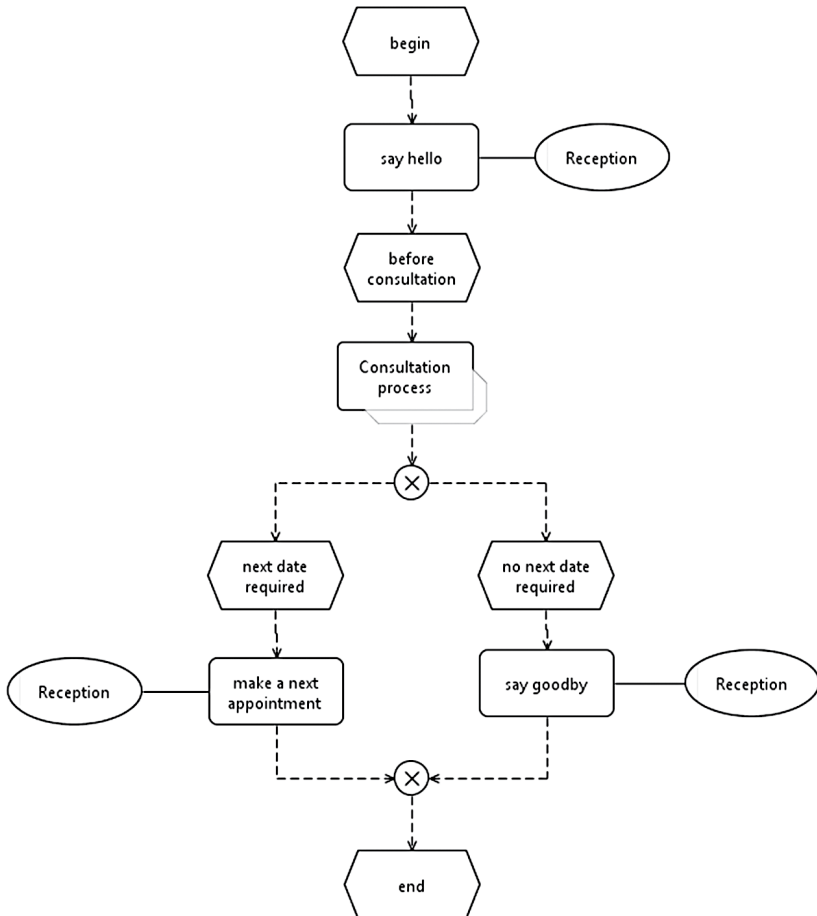 begin
say hello
Reception
before
consultation
Consultation
process
next date
required
no next date
required
Reception
make a next
appointment
say goodby
Reception
end